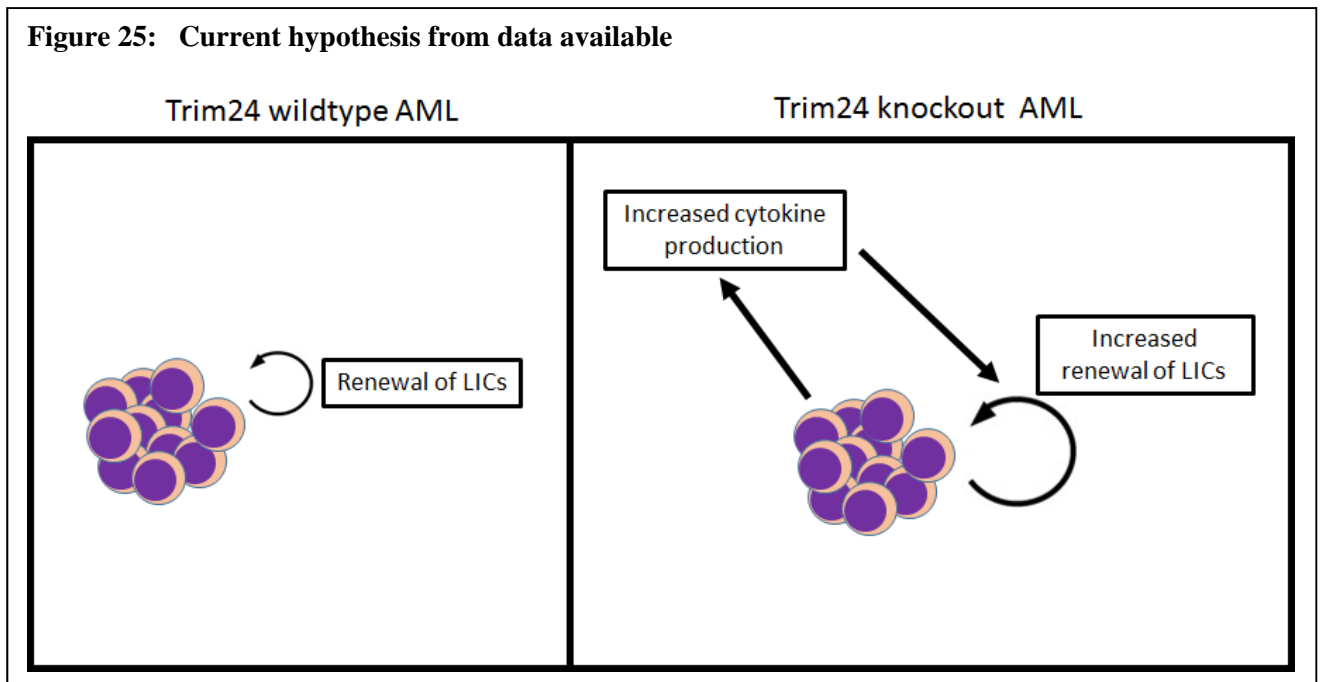 Figure 25: Current hypothesis from data available
Trim24 wildtype AML
Renewal of LICs
Trim24 knockout AML
Increased cytokine
production
Increased
renewal of LICs